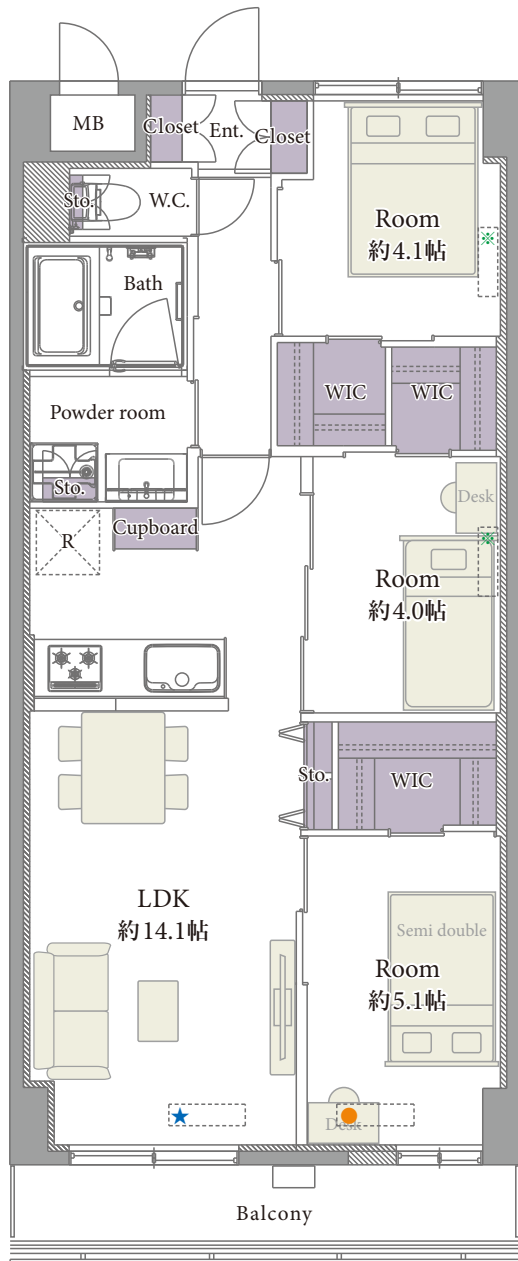 MB
Closet
Ent.
Closet
Sto.
W.C.
Room
約4.1帖
※
Bath
WIC
WIC
Powder room
Sto.
Desk
R
Cupboard
※
Room
約4.0帖
Sto.
WIC
LDK
約14.1帖
Semi double
Room
約5.1帖
★
Desk
Balcony